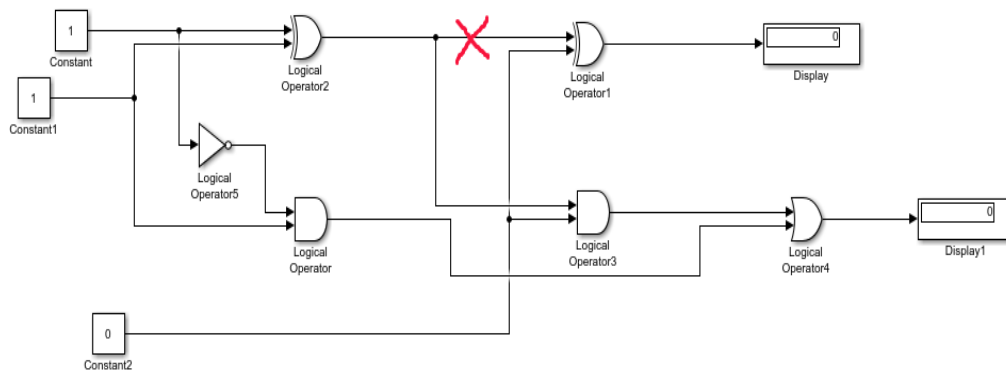 1
Constant
1
Constant1
Logical
Operator2
Logical
Operator1
0
Display
Logical
Operator5
Logical
Operator
Logical
Operator3
Logical
Operator4
0
Display1
0
Constant2